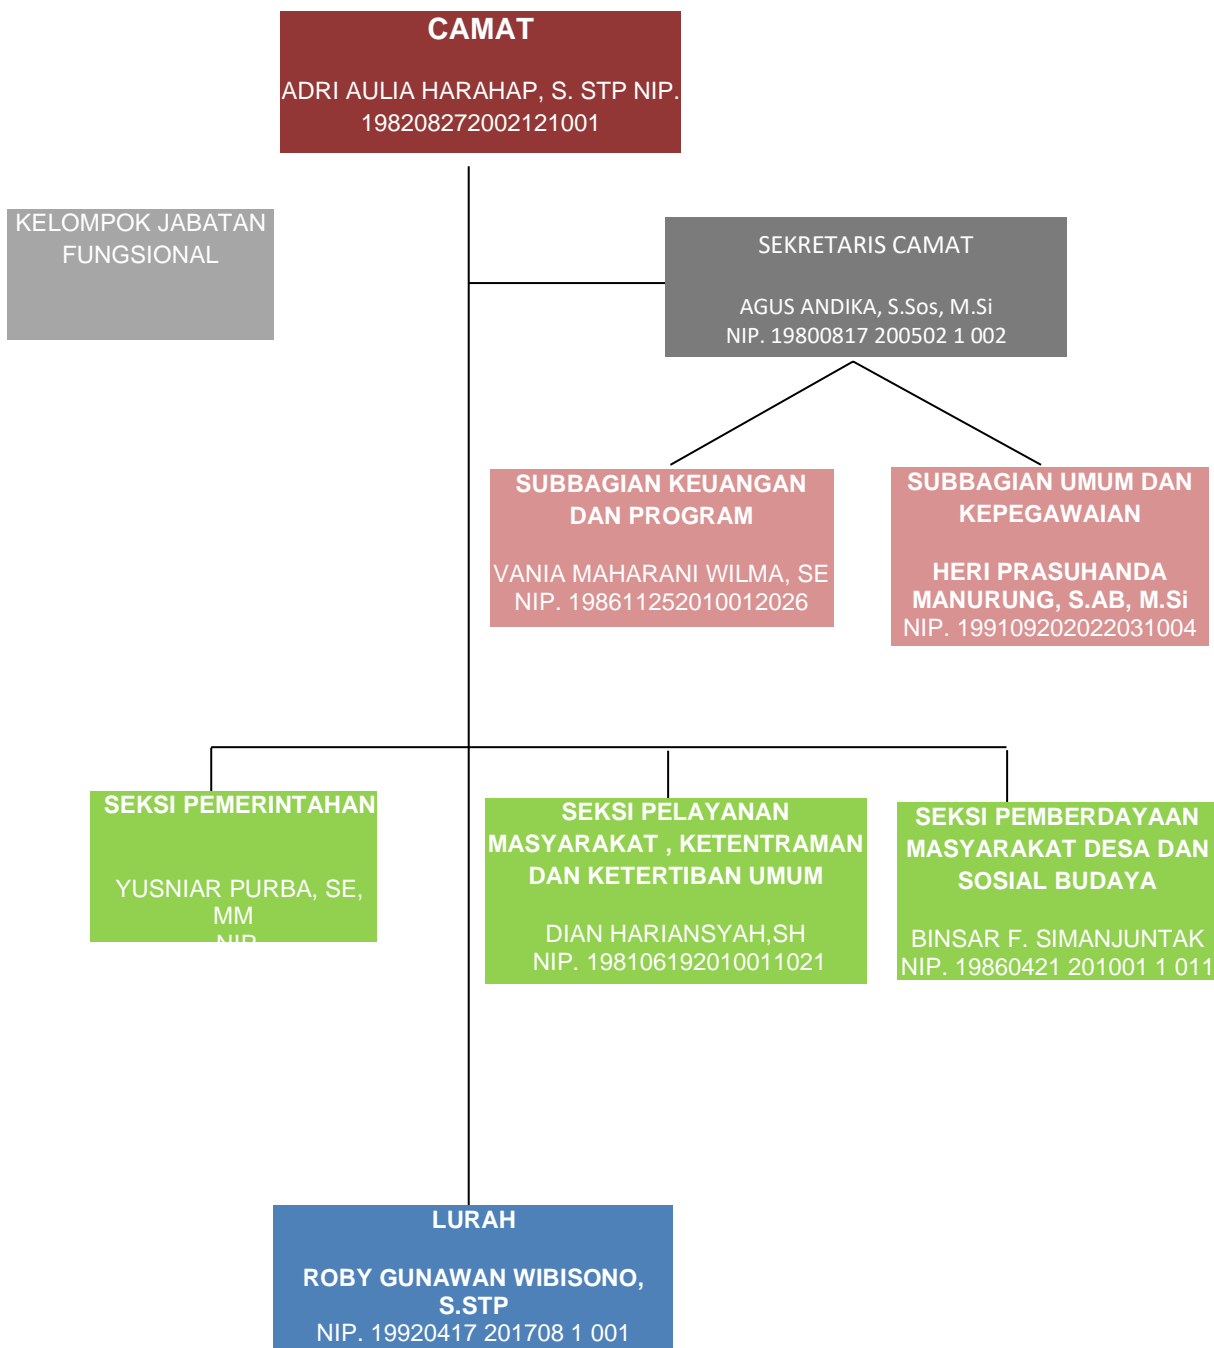 CAMAT
ADRI AULIA HARAHAP, S. STP NIP.
198208272002121001
KELOMPOK JABATAN
FUNGSIONAL
SEKRETARIS CAMAT
AGUS ANDIKA, S.Sos, M.Si
NIP. 19800817 200502 1 002
SUBBAGIAN KEUANGAN
DAN PROGRAM
VANIA MAHARANI WILMA, SE
NIP. 198611252010012026
SUBBAGIAN UMUM DAN
KEPEGAWAIAN
HERI PRASUHANDA
MANURUNG, S.AB, M.Si
NIP. 199109202022031004
SEKSI PEMERINTAHAN
YUSNIAR PURBA, SE,
MM
NIP
SEKSI PELAYANAN
MASYARAKAT , KETENTRAMAN
DAN KETERTIBAN UMUM
DIAN HARIANSYAH,SH
NIP. 198106192010011021
SEKSI PEMBERDAYAAN
MASYARAKAT DESA DAN
SOSIAL BUDAYA
BINSAR F. SIMANJUNTAK
NIP. 19860421 201001 1 011
LURAH
ROBY GUNAWAN WIBISONO,
S.STP
NIP. 19920417 201708 1 001